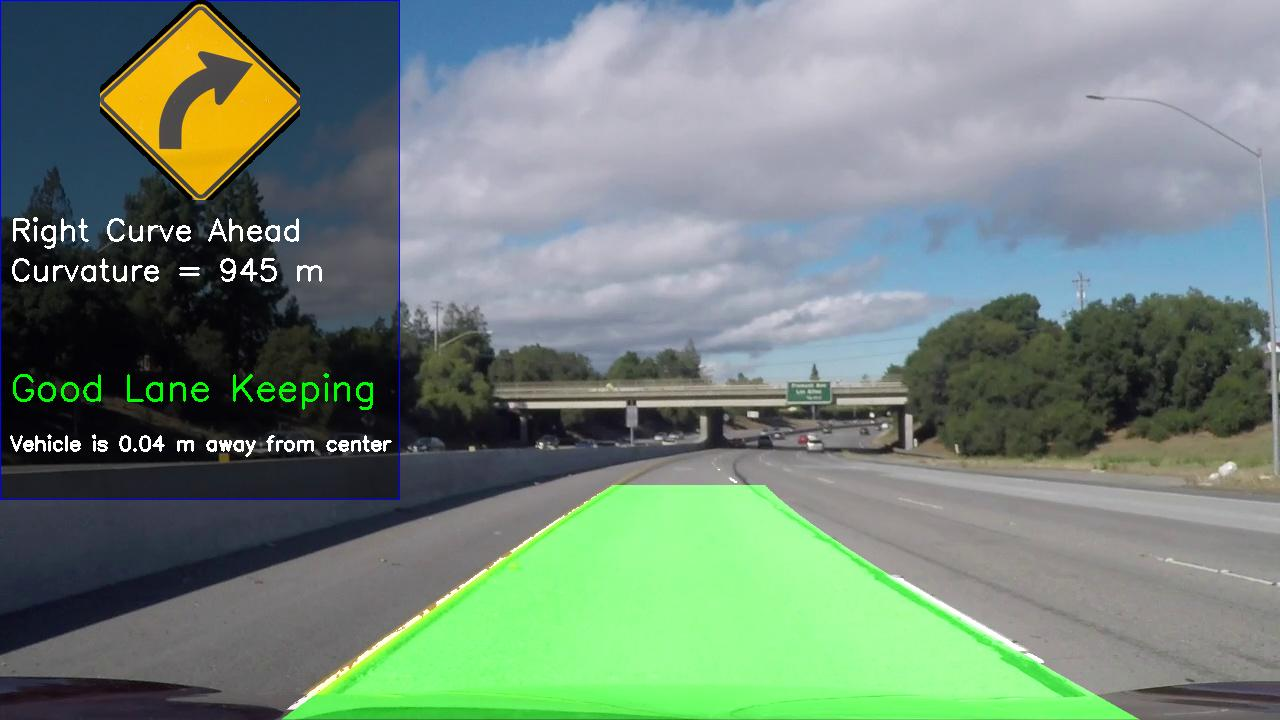 Right Curve Ahead
Curvature = 945 m
Good Lane Keeping
Vehicle is 0.04 m away from center